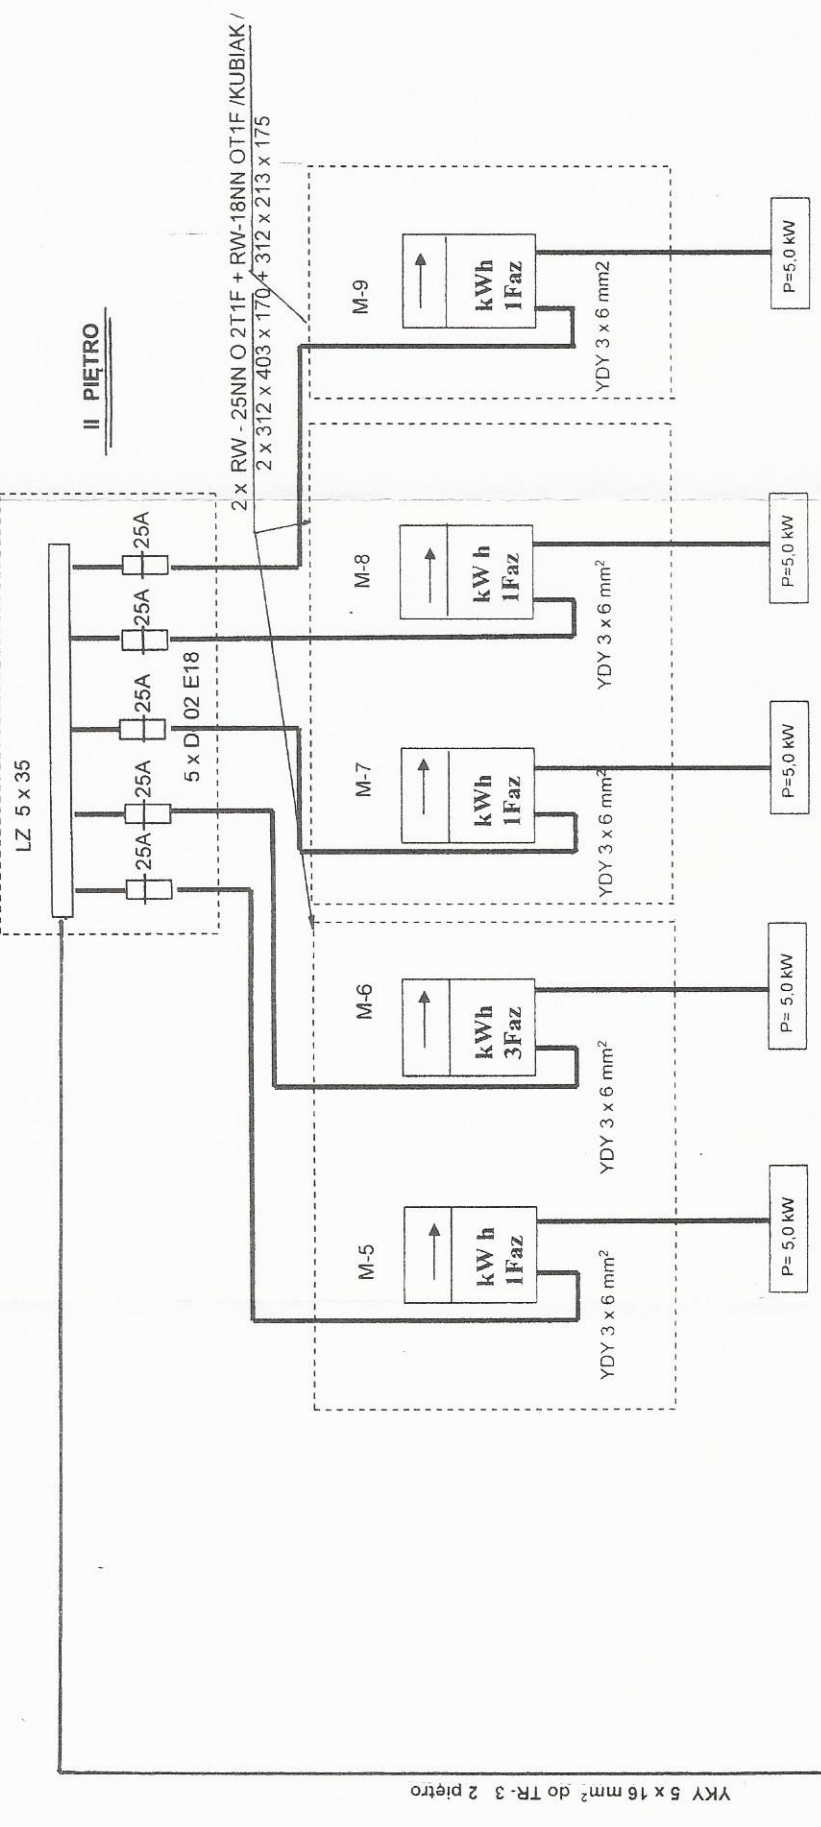 II PIĘTRO
LZ 5 x 35
25A
25A
25A
25A
25A
5 x D 02 E18
2 x RW - 25NN O 2T1F + RW-18NN OT1F /KUBIAK /
2 x 312 x 403 x 170 + 312 x 213 x 175
M-5
kW h
1Faz
YDY 3 x 6 mm²
P= 5,0 kW
M-6
kWh
3Faz
YDY 3 x 6 mm²
P= 5,0 kW
M-7
kWh
1Faz
YDY 3 x 6 mm²
P=5,0 kW
M-8
kW h
1Faz
YDY 3 x 6 mm²
P=5,0 kW
M-9
kWh
1Faz
YDY 3 x 6 mm2
P=5,0 kW
YKY 5 x 16 mm² do TR-3 2 piętro